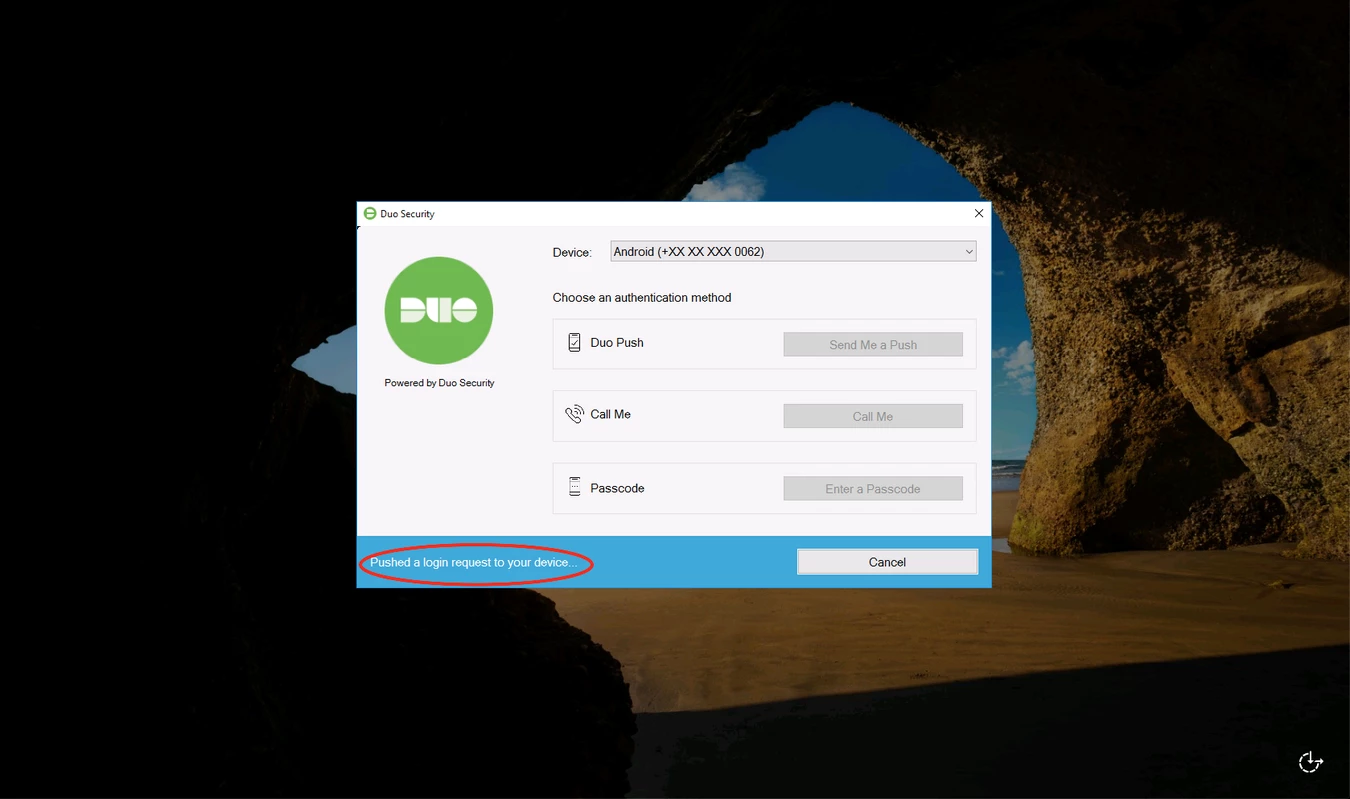 Duo Security
Device: Android (+XX XX XXX 0062)
DUO
Choose an authentication method
Duo Push Send Me a Push
Powered by Duo Security
Call Me Call Me
Passcode Enter a Passcode
Pushed a login request to your device... Cancel